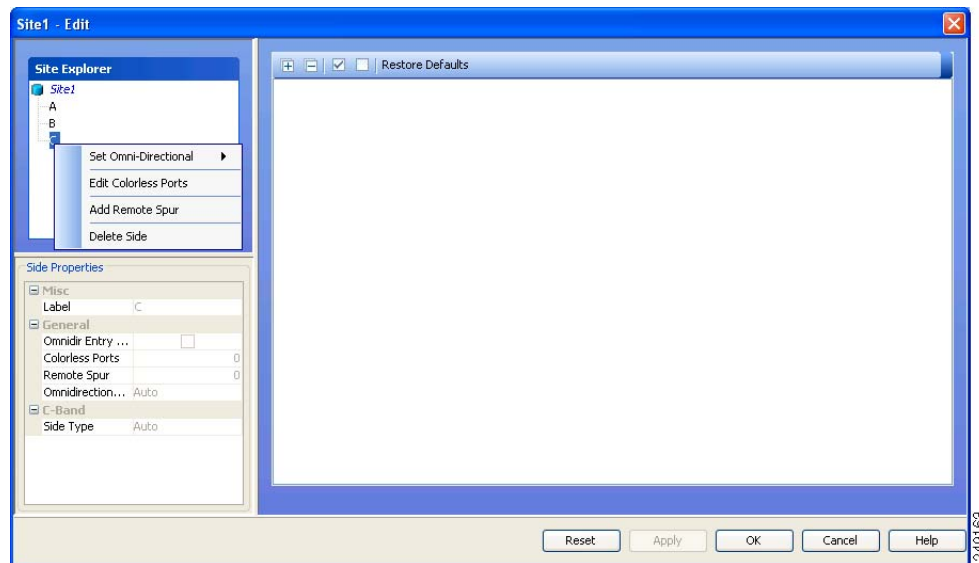 Site1 - Edit
Site Explorer
Site1
A
B
C
Set Omni-Directional
Edit Colorless Ports
Add Remote Spur
Delete Side
Restore Defaults
Side Properties
Misc
Label C
General
Omnidir Entry ...
Colorless Ports 0
Remote Spur 0
Omnidirection... Auto
C-Band
Side Type Auto
Reset Apply OK Cancel Help